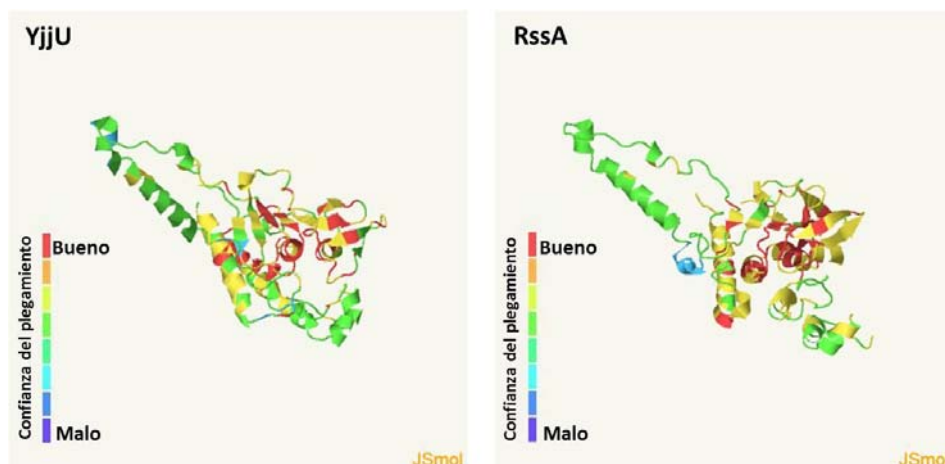 YjjU
Confianza del plegamiento
Bueno
Malo
JSmol
RssA
Confianza del plegamiento
Bueno
Malo
JSmol